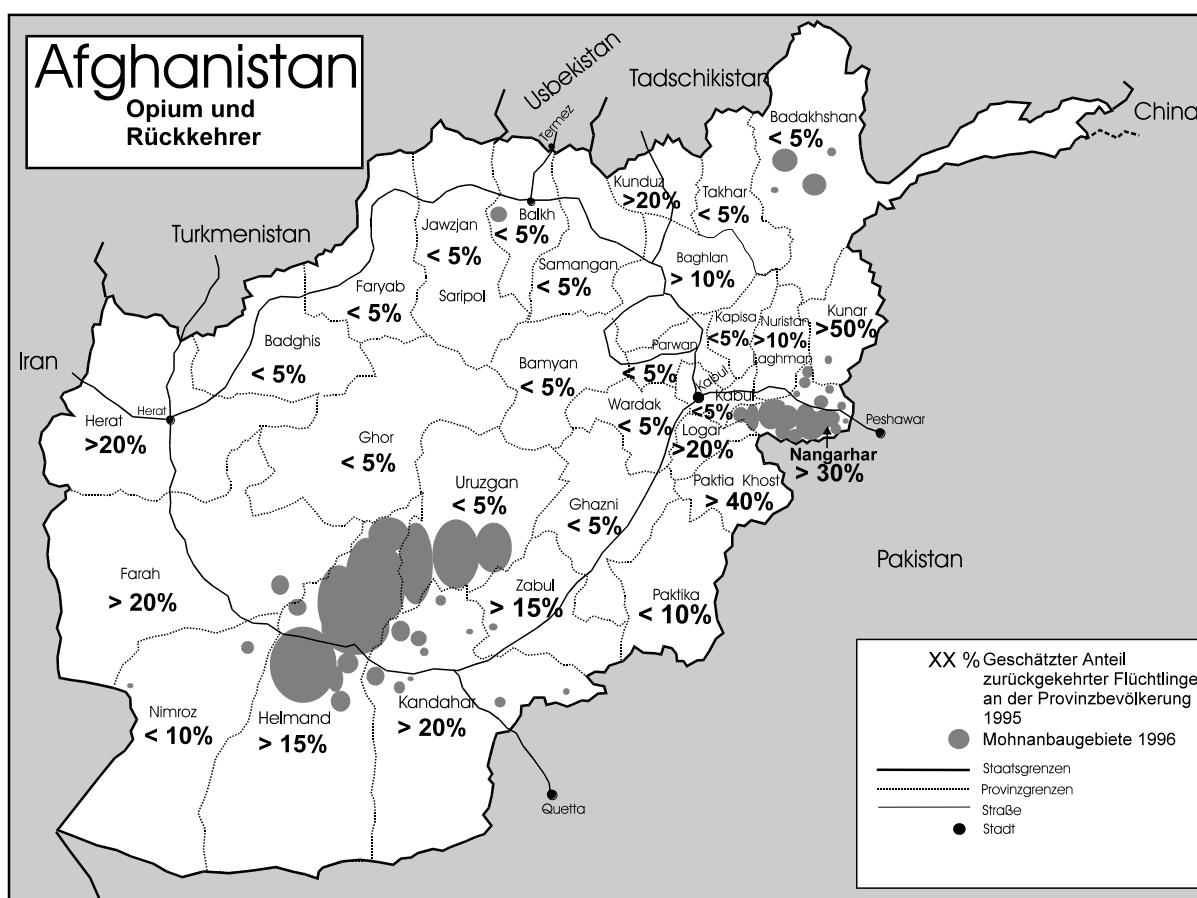 Afghanistan
Opium und
Rückkehrer
Usbekistan
Tadschikistan
China
Termez
Badakhshan
< 5%
Kunduz
>20%
Takhar
< 5%
Turkmenistan
Jawzjan
< 5%
Balkh
< 5%
Samangan
< 5%
Baghlan
> 10%
Faryab
< 5%
Saripol
Kapisa
<5%
Nuristan
>10%
Kunar
>50%
Badghis
< 5%
Parwan
< 5%
Laghman
Iran
Bamyan
< 5%
Kabul
Kabul
<5%
Herat
Herat
>20%
Wardak
< 5%
Logar
>20%
Peshawar
Ghor
< 5%
Nangarhar
> 30%
Uruzgan
< 5%
Ghazni
< 5%
Paktia Khost
> 40%
Pakistan
Farah
> 20%
Zabul
> 15%
Paktika
< 10%
Nimroz
< 10%
Helmand
> 15%
Kandahar
> 20%
Quetta
XX % Geschätzter Anteil
zurückgekehrter Flüchtlinge
an der Provinzbevölkerung
1995
Mohnanbaugebiete 1996
Staatsgrenzen
Provinzgrenzen
Straße
Stadt